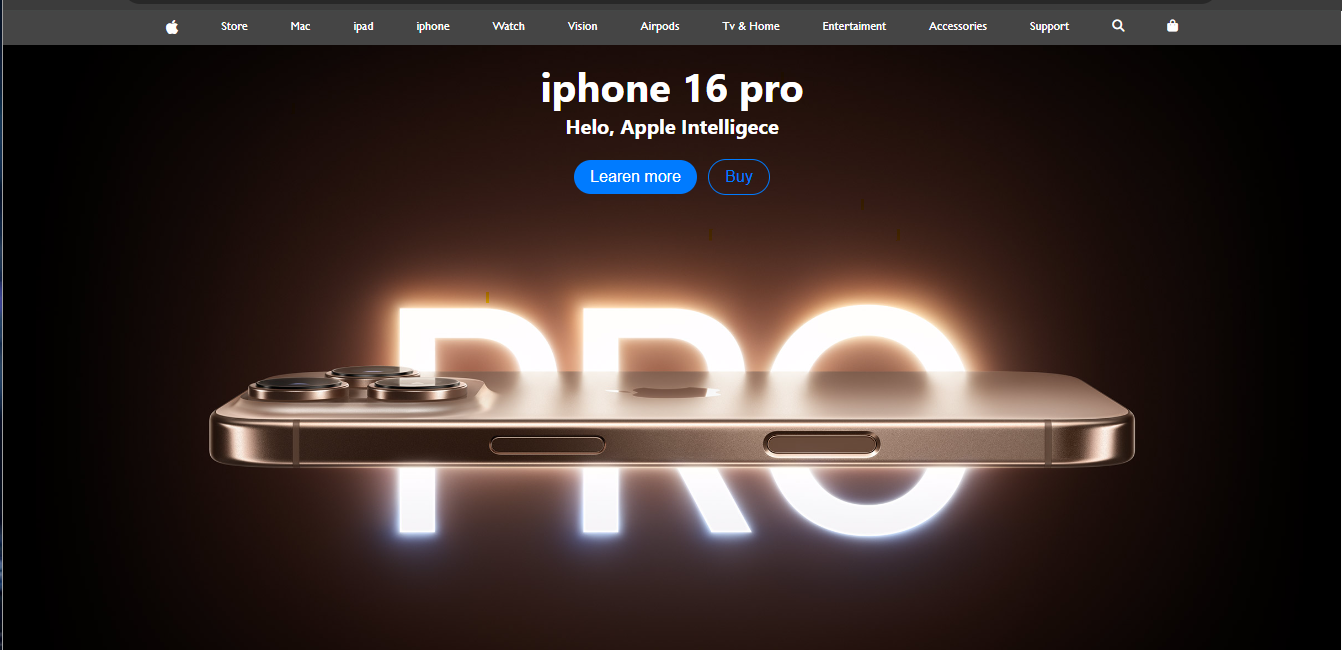 Store Mac ipad iphone Watch Vision Airpods Tv & Home Entertaiment Accessories Support
iphone 16 pro
Helo, Apple Intelligece
Learen more Buy
PRO